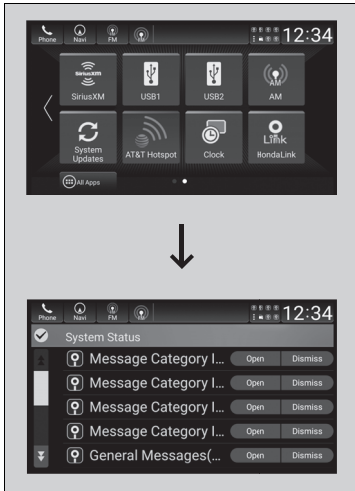 Phone Navi FM AM
12:34
SiriusXM
SiriusXM USB1 USB2 AM
System
Updates AT&T Hotspot Clock HondaLink
Link
All Apps
Phone Navi FM
12:34
System Status
Message Category I... Open Dismiss
Message Category I... Open Dismiss
Message Category I... Open Dismiss
Message Category I... Open Dismiss
General Messages(... Open Dismiss